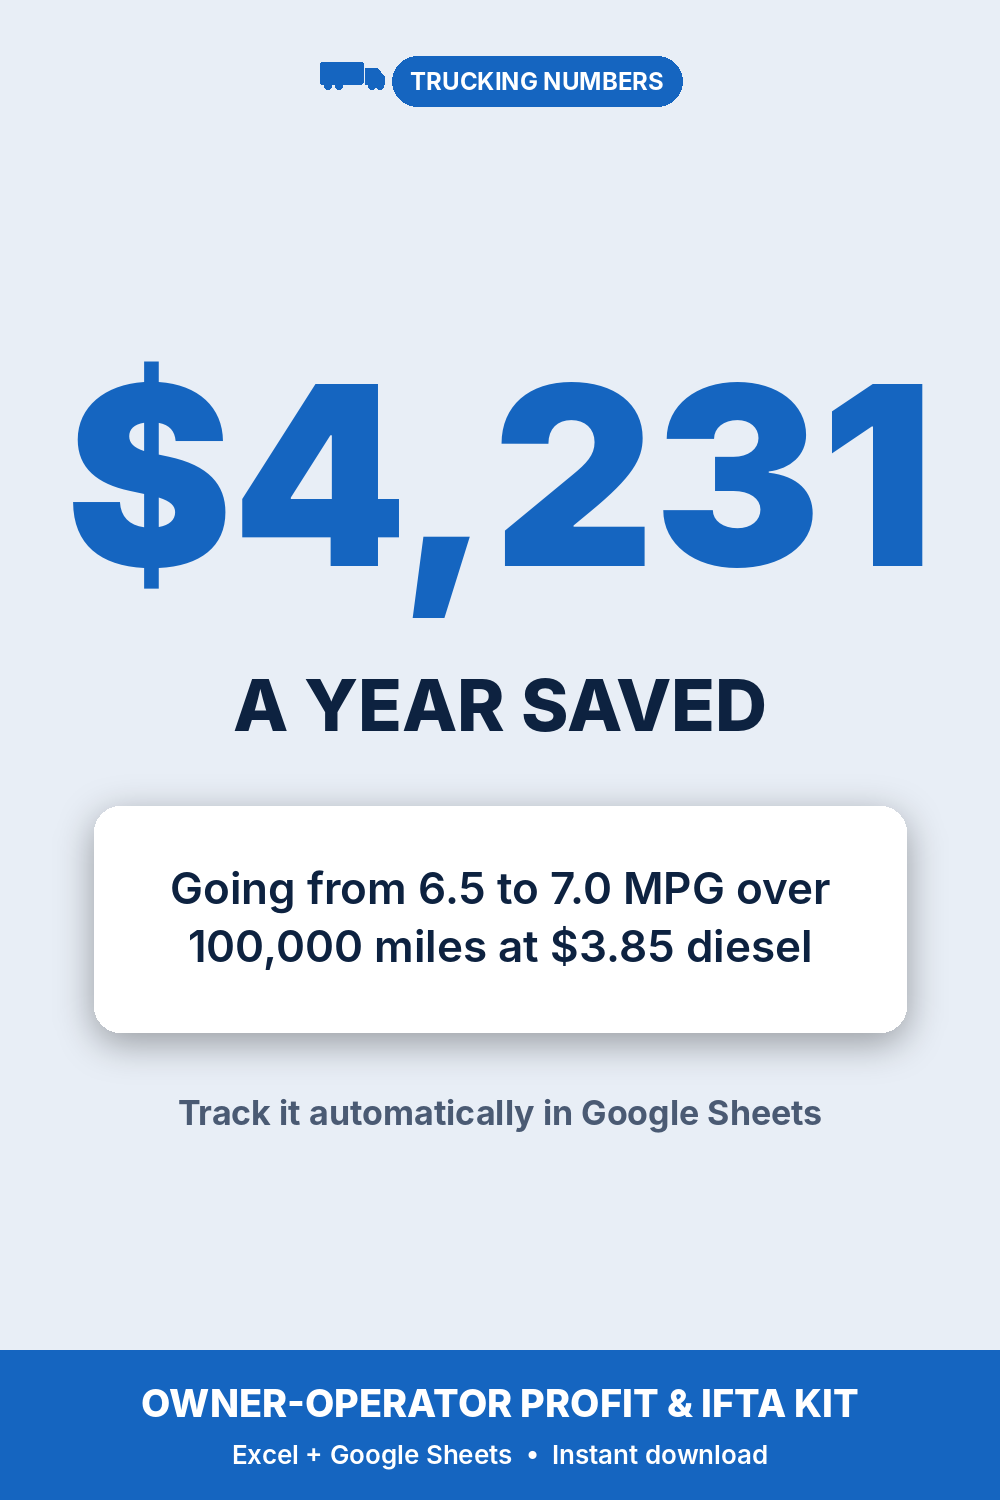 TRUCKING NUMBERS
$4,231
A YEAR SAVED
Going from 6.5 to 7.0 MPG over
100,000 miles at $3.85 diesel
Track it automatically in Google Sheets
OWNER-OPERATOR PROFIT & IFTA KIT
Excel + Google Sheets • Instant download